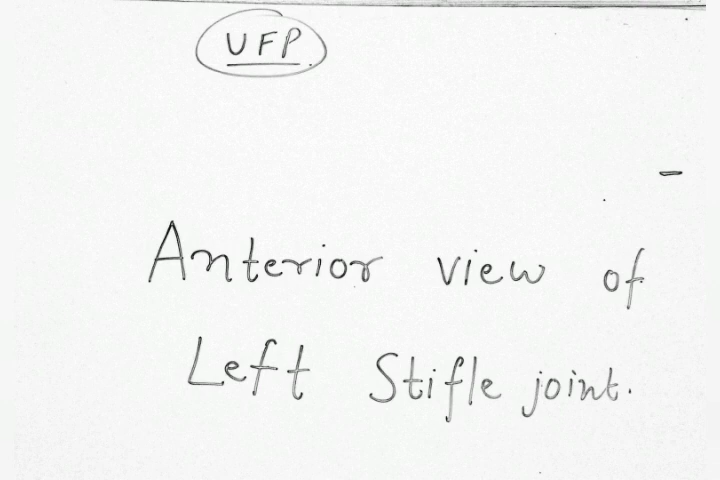 UFP.
Anterior view of
Left Stifle joint.